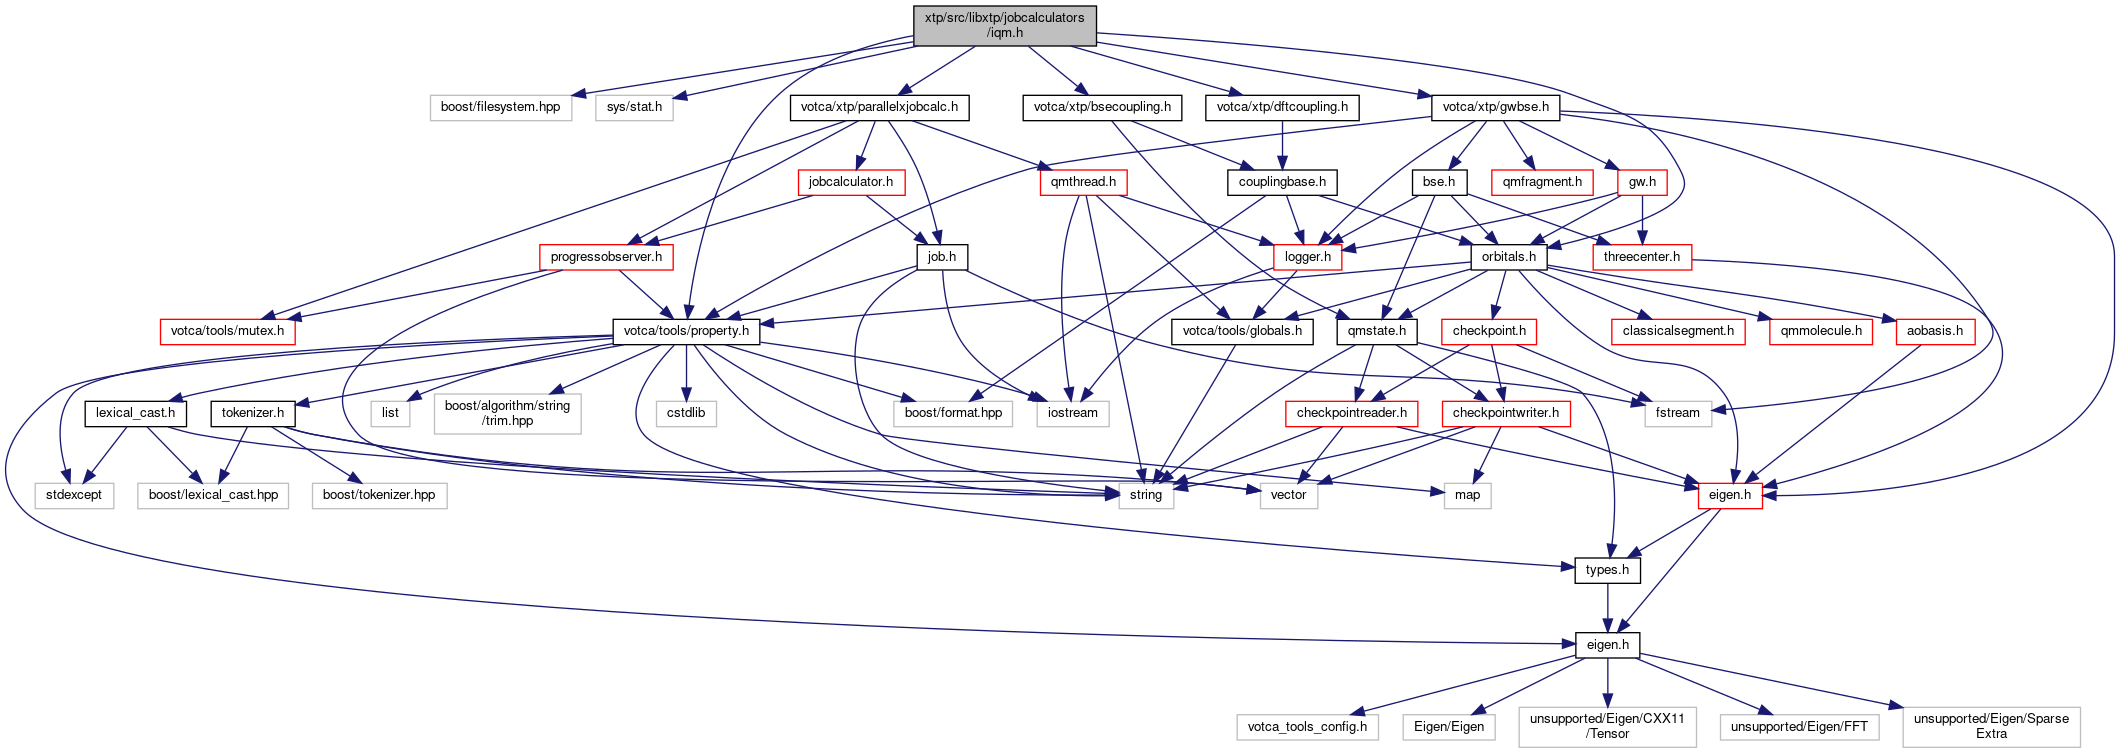 xtp/src/libxtp/jobcalculators
/iqm.h
boost/filesystem.hpp
sys/stat.h
votca/xtp/parallelxjobcalc.h
votca/xtp/bsecoupling.h
votca/xtp/dftcoupling.h
votca/xtp/gwbse.h
jobcalculator.h
qmthread.h
couplingbase.h
bse.h
qmfragment.h
gw.h
progressobserver.h
job.h
logger.h
orbitals.h
threecenter.h
votca/tools/mutex.h
votca/tools/property.h
votca/tools/globals.h
qmstate.h
checkpoint.h
classicalsegment.h
qmmolecule.h
aobasis.h
lexical_cast.h
tokenizer.h
list
boost/algorithm/string
/trim.hpp
cstdlib
boost/format.hpp
iostream
checkpointreader.h
checkpointwriter.h
fstream
stdexcept
boost/lexical_cast.hpp
boost/tokenizer.hpp
string
vector
map
eigen.h
types.h
eigen.h
votca_tools_config.h
Eigen/Eigen
unsupported/Eigen/CXX11
/Tensor
unsupported/Eigen/FFT
unsupported/Eigen/Sparse
Extra